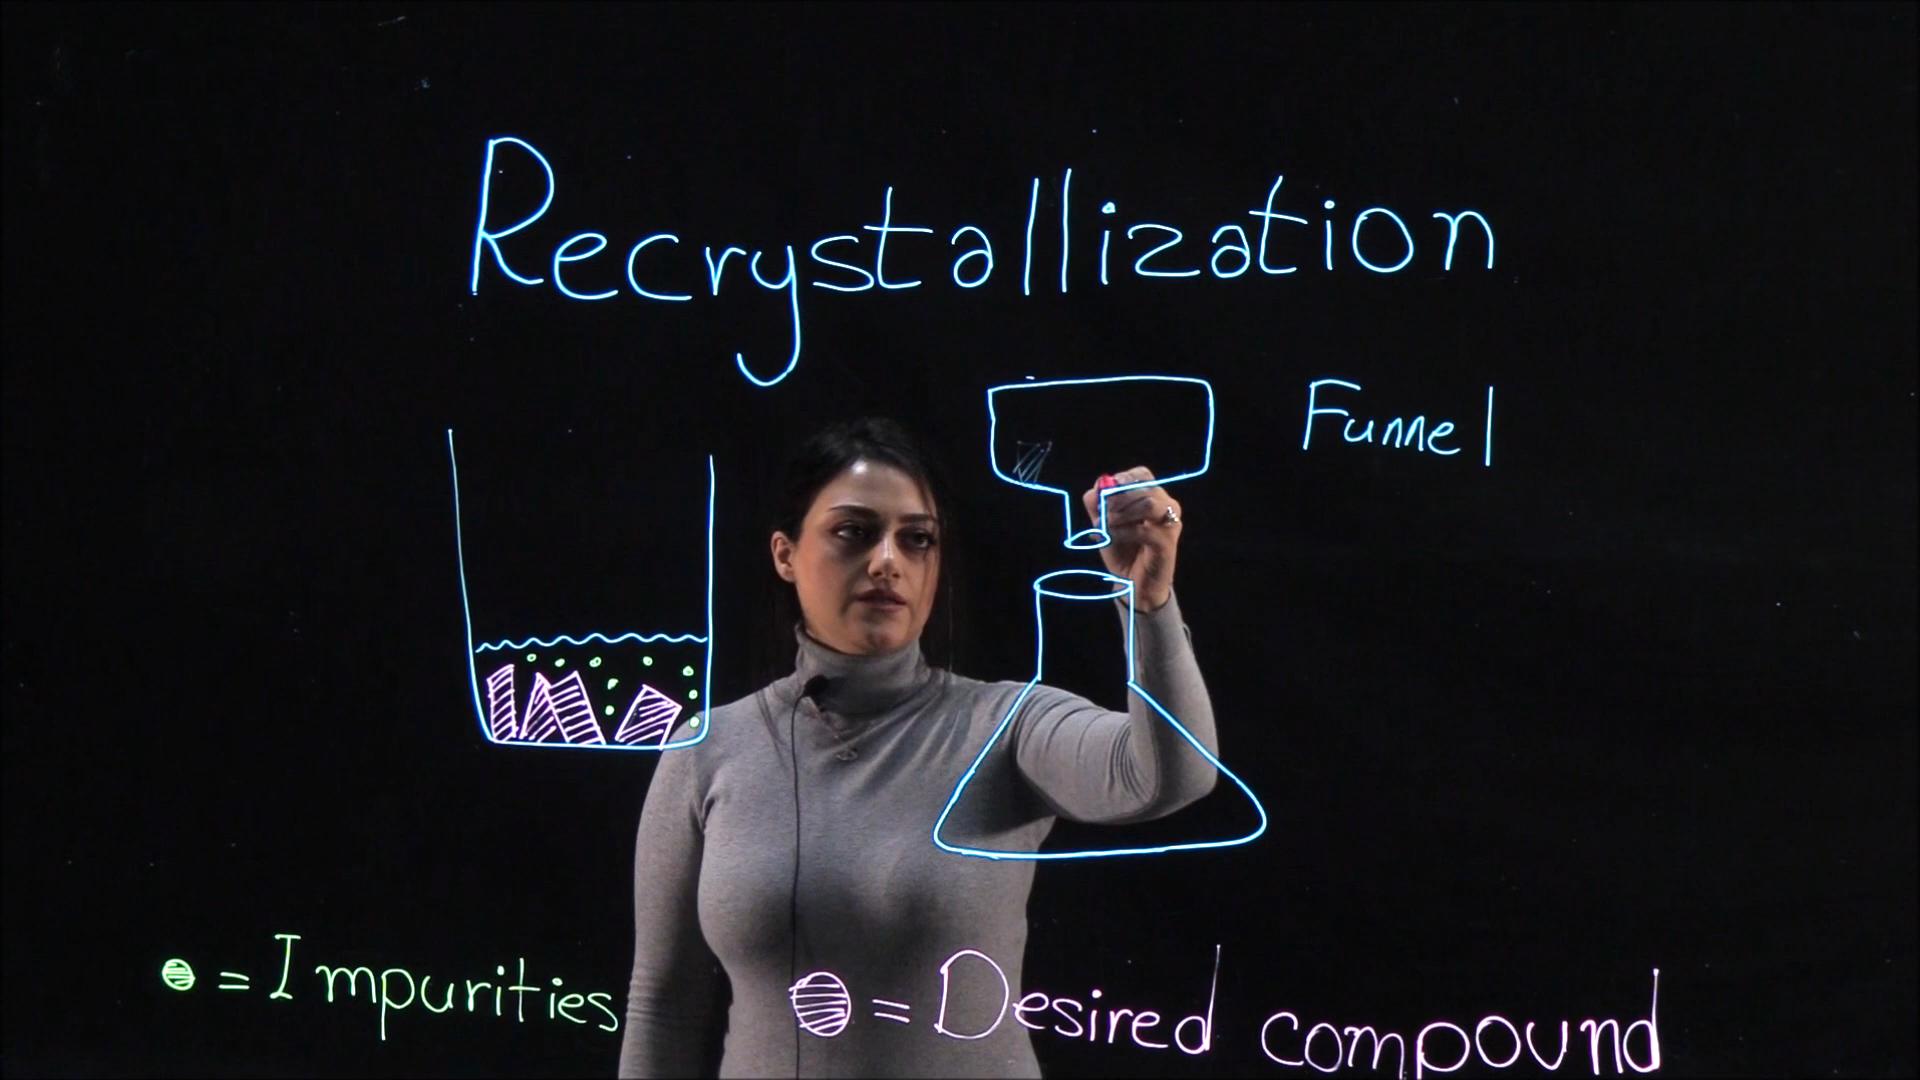 Recrystallization
Funnel
= Impurities
= Desired compound